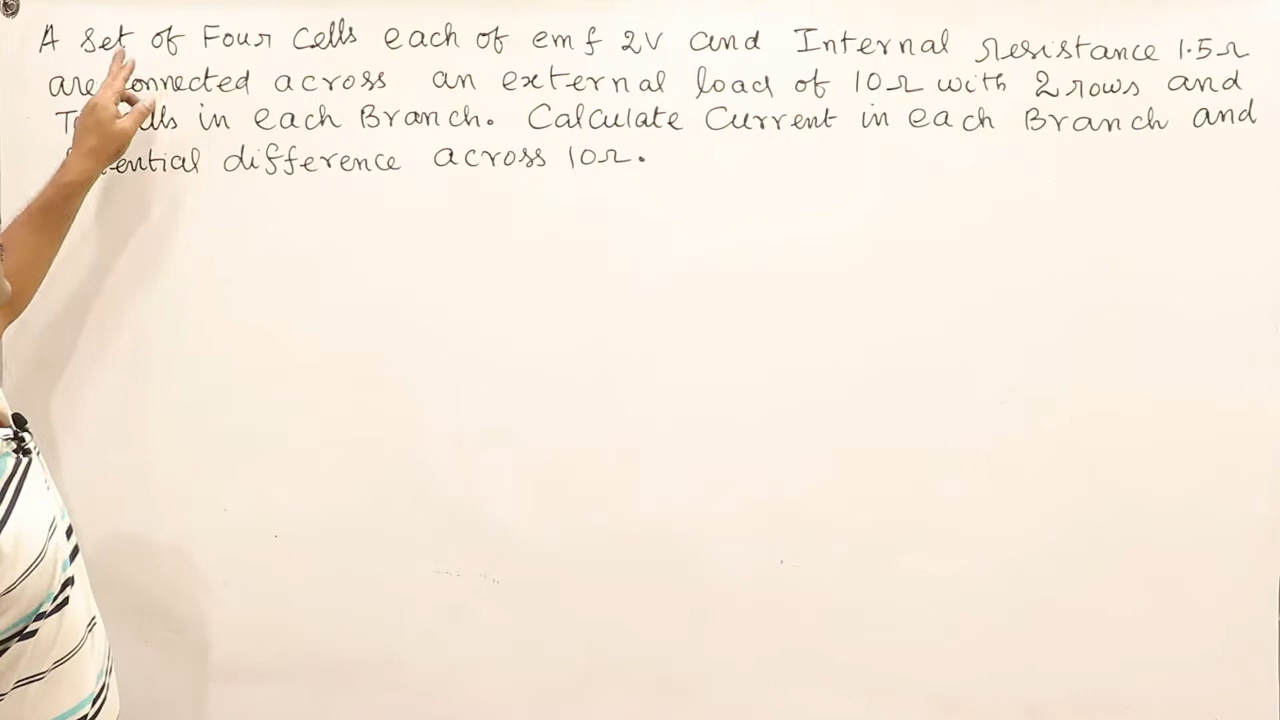 A Set of Four Cells each of emf 2V and Internal resistance 1.5Ω
are connected across an external load of 10Ω with 2 rows and
in each Branch. Calculate Current in each Branch and
difference across 10Ω.